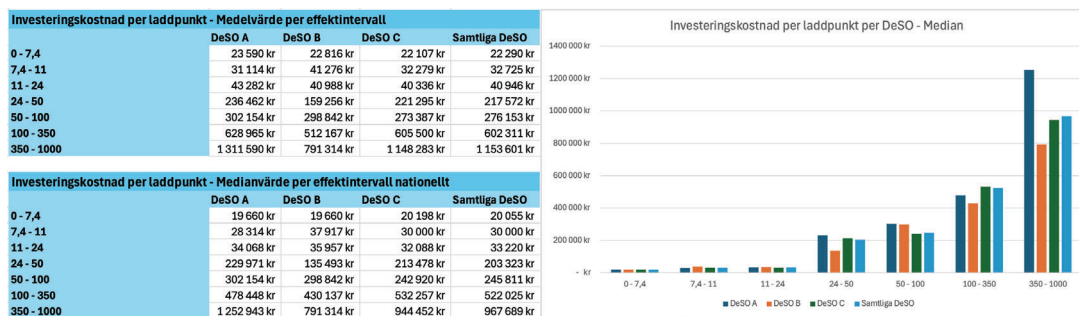 Investeringskostnad per laddpunkt - Medelvärde per effektintervall
DeSO A DeSO B DeSO C Samtliga DeSO
0 - 7,4 23 590 kr 22 816 kr 22 107 kr 22 290 kr
7,4 - 11 31 114 kr 41 276 kr 32 279 kr 32 725 kr
11 - 24 43 282 kr 40 988 kr 40 336 kr 40 946 kr
24 - 50 236 462 kr 159 256 kr 221 295 kr 217 572 kr
50 - 100 302 154 kr 298 842 kr 273 387 kr 276 153 kr
100 - 350 628 965 kr 512 167 kr 605 500 kr 602 311 kr
350 - 1000 1 311 590 kr 791 314 kr 1 148 283 kr 1 153 601 kr
Investeringskostnad per laddpunkt - Medianvärde per effektintervall nationellt
DeSO A DeSO B DeSO C Samtliga DeSO
0 - 7,4 19 660 kr 19 660 kr 20 198 kr 20 055 kr
7,4 - 11 28 314 kr 37 917 kr 30 000 kr 30 000 kr
11 - 24 34 068 kr 35 957 kr 32 088 kr 33 220 kr
24 - 50 229 971 kr 135 493 kr 213 478 kr 203 323 kr
50 - 100 302 154 kr 298 842 kr 242 920 kr 245 811 kr
100 - 350 478 448 kr 430 137 kr 532 257 kr 522 025 kr
350 - 1000 1 252 943 kr 791 314 kr 944 452 kr 967 689 kr
Investeringskostnad per laddpunkt per DeSO - Median
1400 000 kr
1200 000 kr
1000 000 kr
800 000 kr
600 000 kr
400 000 kr
200 000 kr
- kr
0 - 7,4 7,4 - 11 11 - 24 24 - 50 50 - 100 100 - 350 350 - 1000
DeSO A DeSO B DeSO C Samtliga DeSO